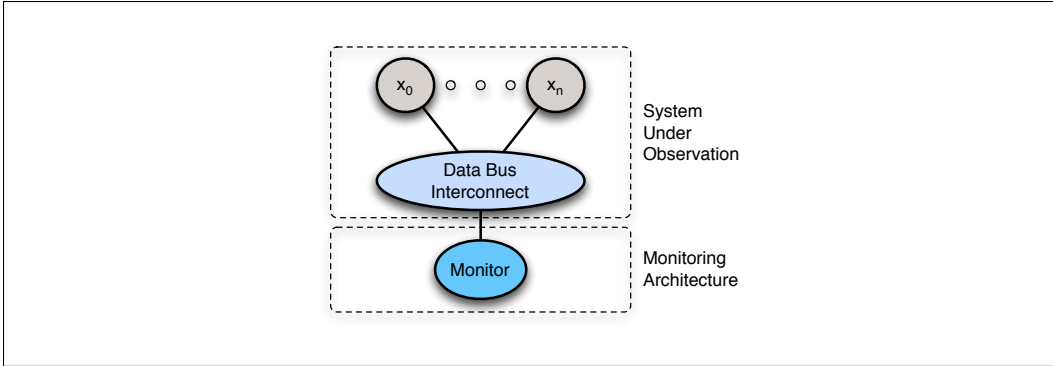 x0
xn
System
Under
Observation
Data Bus
Interconnect
Monitor
Monitoring
Architecture